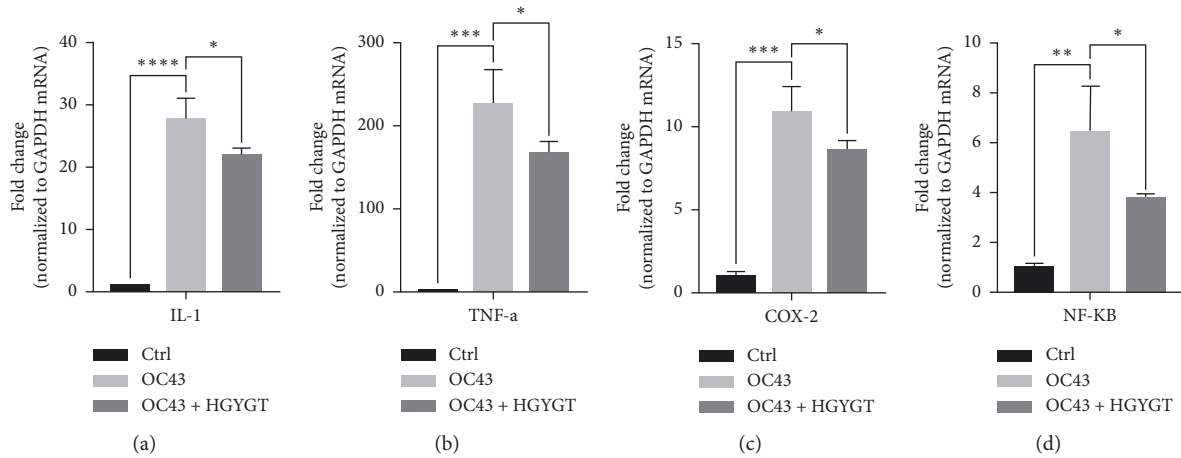 Fold change
(normalized to GAPDH mRNA)
40
30
20
10
0
****
*
IL-1
Ctrl
OC43
OC43 + HGYGT
(a)
Fold change
(normalized to GAPDH mRNA)
300
200
100
0
***
*
TNF-a
Ctrl
OC43
OC43 + HGYGT
(b)
Fold change
(normalized to GAPDH mRNA)
15
10
5
0
***
*
COX-2
Ctrl
OC43
OC43 + HGYGT
(c)
Fold change
(normalized to GAPDH mRNA)
10
8
6
4
2
0
**
*
NF-KB
Ctrl
OC43
OC43 + HGYGT
(d)